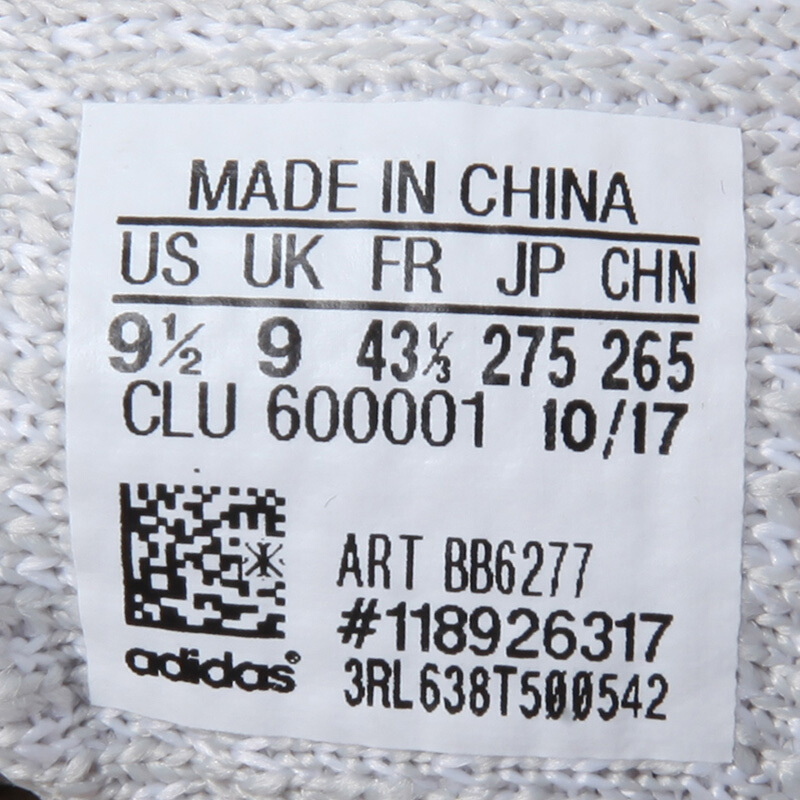 MADE IN CHINA
US UK FR JP CHN
9½ 9 43⅓ 275 265
CLU 600001 10/17
ART BB6277
#118926317
adidas®
3RL638T500542